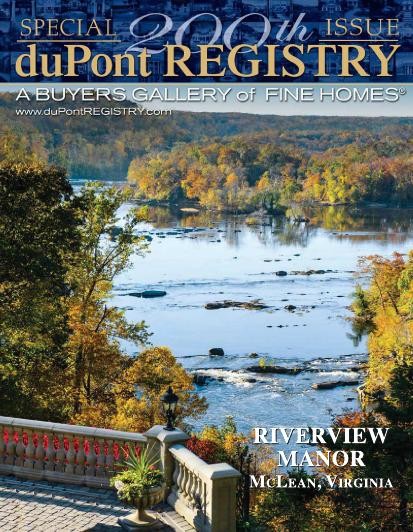 SPECIAL 200th ISSUE
duPont REGISTRY
A BUYERS GALLERY of FINE HOMES®
www.duPontREGISTRY.com
RIVERVIEW
MANOR
McLEAN, VIRGINIA